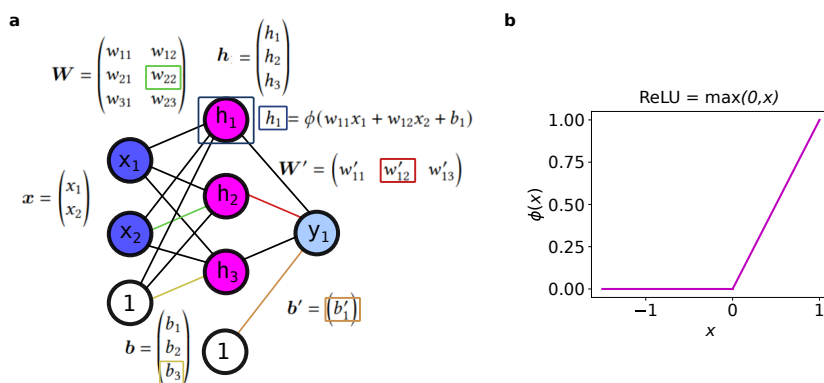 a
W = (w11 w12
w21 w22
w31 w23)
h = (h1
h2
h3)
h1
h1 = ϕ(w11x1 + w12x2 + b1)
x1
W′ = (w′11 w′12 w′13)
x = (x1
x2)
h2
x2
y1
h3
1
b′ = (b′1)
b = (b1
b2
b3)
1
b
ReLU = max(0,x)
ϕ(x)
1.00
0.75
0.50
0.25
0.00
−1 0 1
x